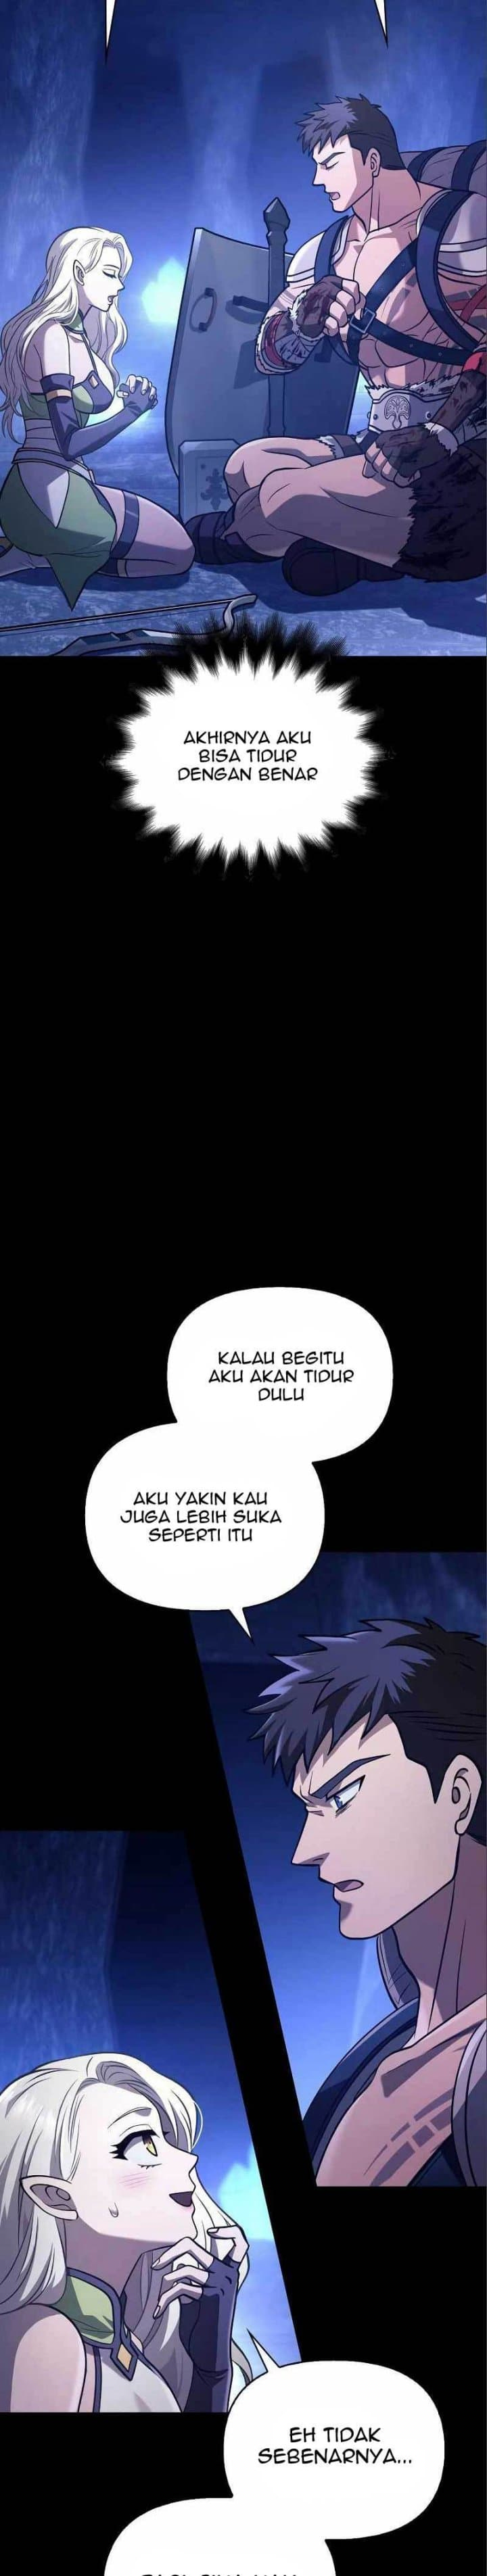 AKHIRNYA AKU
BISA TIDUR
DENGAN BENAR
KALAU BEGITU
AKU AKAN TIDUR
DULU
AKU YAKIN KAU
JUGA LEBIH SUKA
SEPERTI ITU
EH TIDAK
SEBENARNYA...